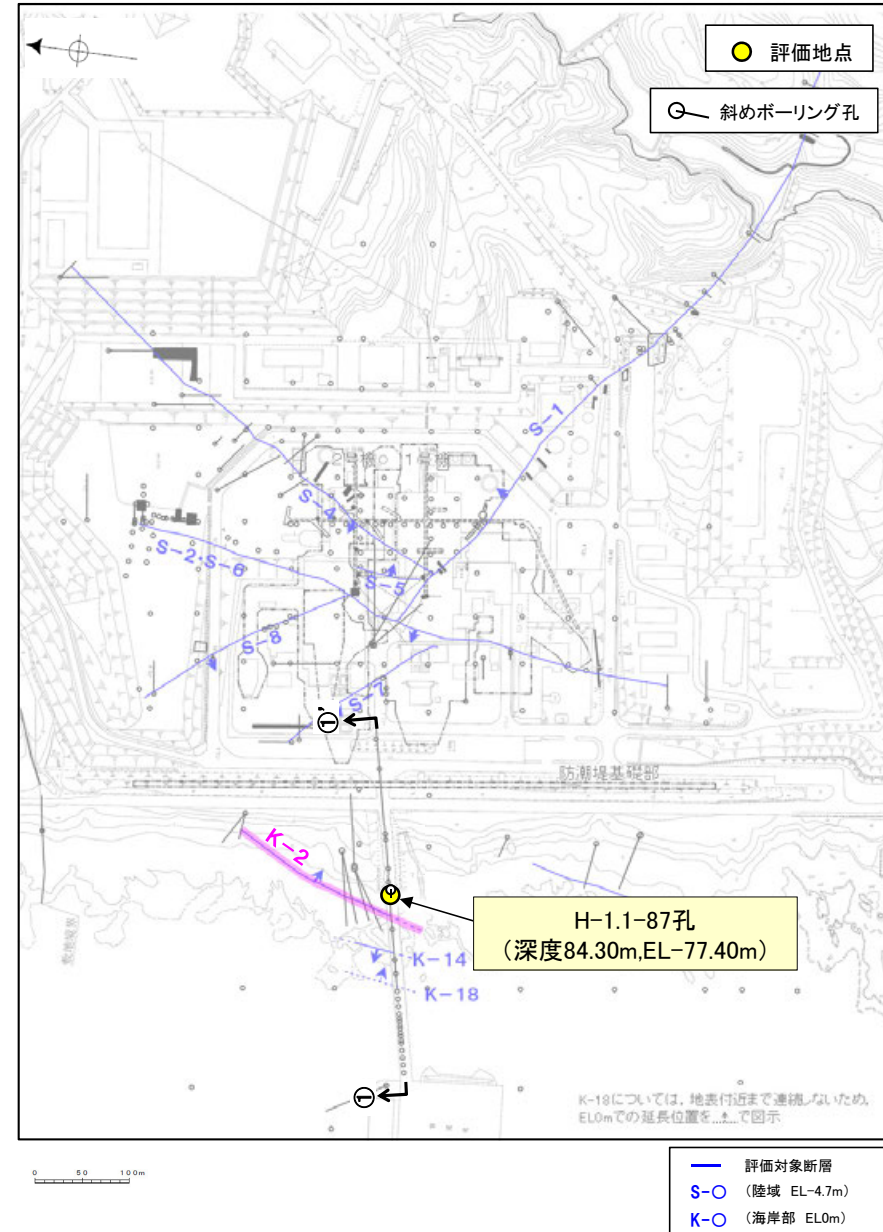 評価地点
斜めボーリング孔
S-1
2号機
1号機
S-4
S-2・S-6
S-5
S-8
S-7
①'
防潮堤基礎部
K-2
H-1.1-87孔
(深度84.30m,EL-77.40m)
敷地境界
K-14
K-18
①
K-18については、地表付近まで連続しないため、
EL0mでの延長位置を で図示
0 50 100m
評価対象断層
S-○ (陸域 EL-4.7m)
K-○ (海岸部 EL0m)